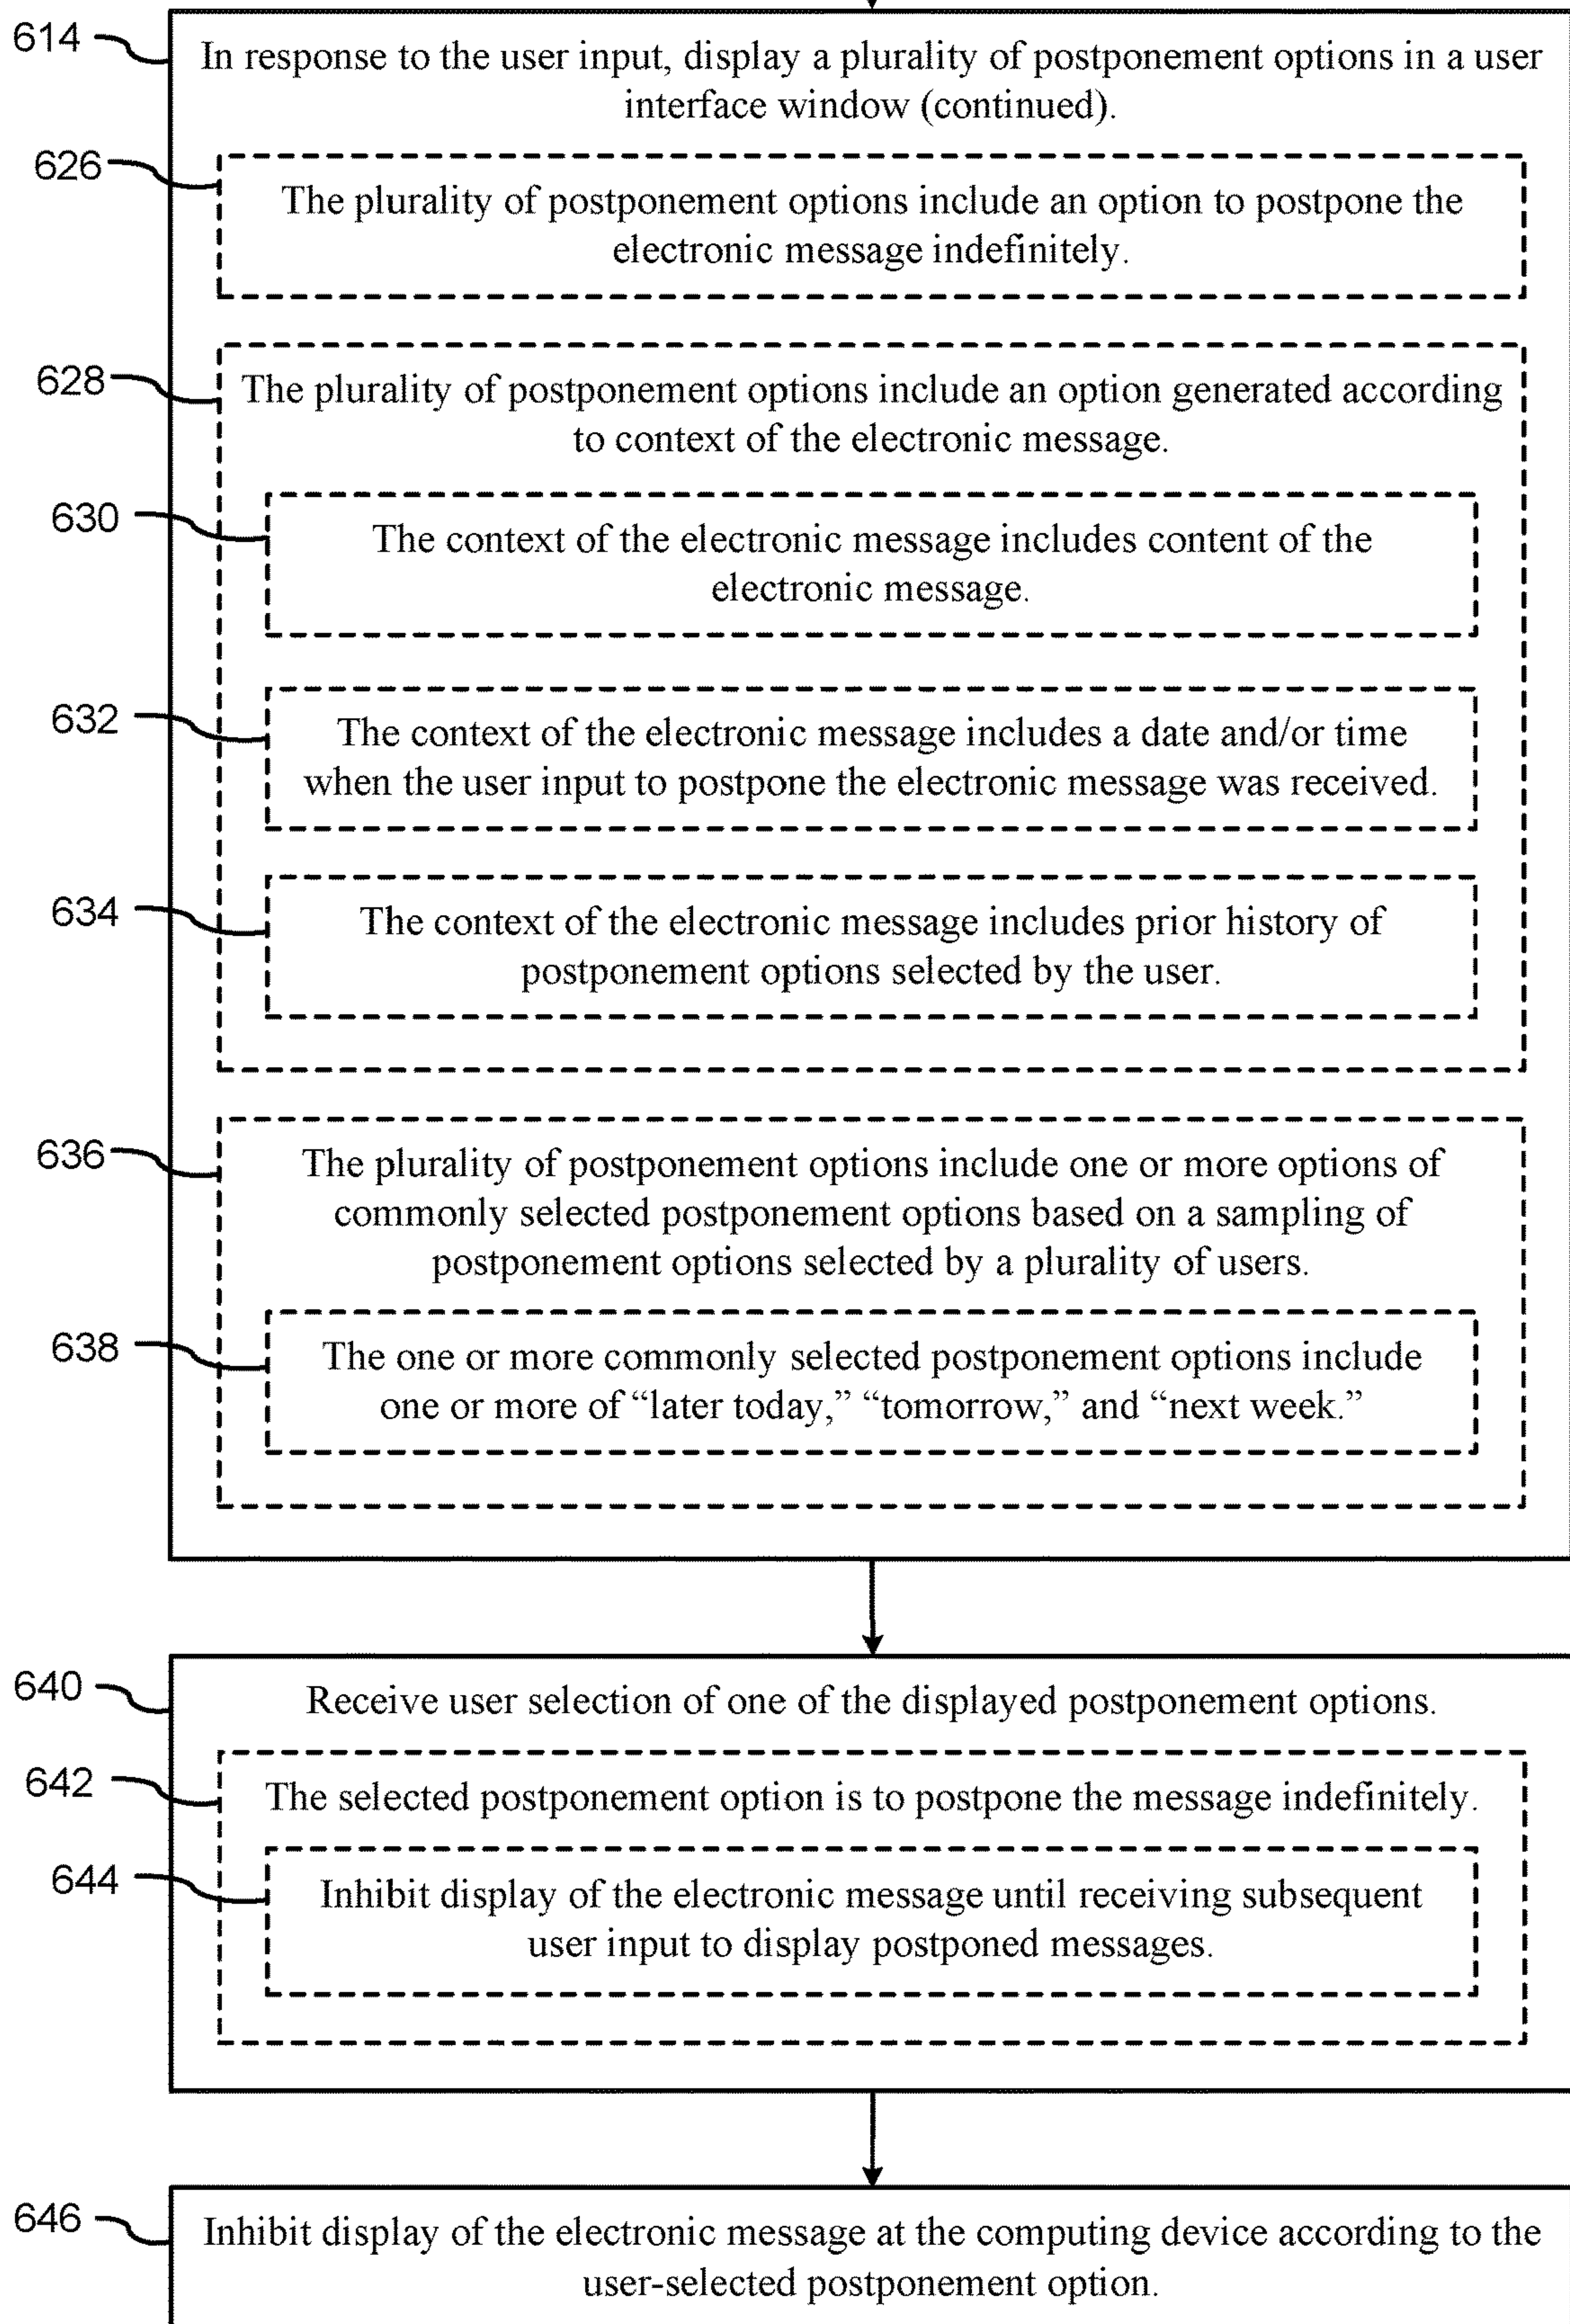 614
In response to the user input, display a plurality of postponement options in a user
interface window (continued).
626
The plurality of postponement options include an option to postpone the
electronic message indefinitely.
628
The plurality of postponement options include an option generated according
to context of the electronic message.
630
The context of the electronic message includes content of the
electronic message.
632
The context of the electronic message includes a date and/or time
when the user input to postpone the electronic message was received.
634
The context of the electronic message includes prior history of
postponement options selected by the user.
636
The plurality of postponement options include one or more options of
commonly selected postponement options based on a sampling of
postponement options selected by a plurality of users.
638
The one or more commonly selected postponement options include
one or more of “later today,” “tomorrow,” and “next week.”
640
Receive user selection of one of the displayed postponement options.
642
The selected postponement option is to postpone the message indefinitely.
644
Inhibit display of the electronic message until receiving subsequent
user input to display postponed messages.
646
Inhibit display of the electronic message at the computing device according to the
user-selected postponement option.